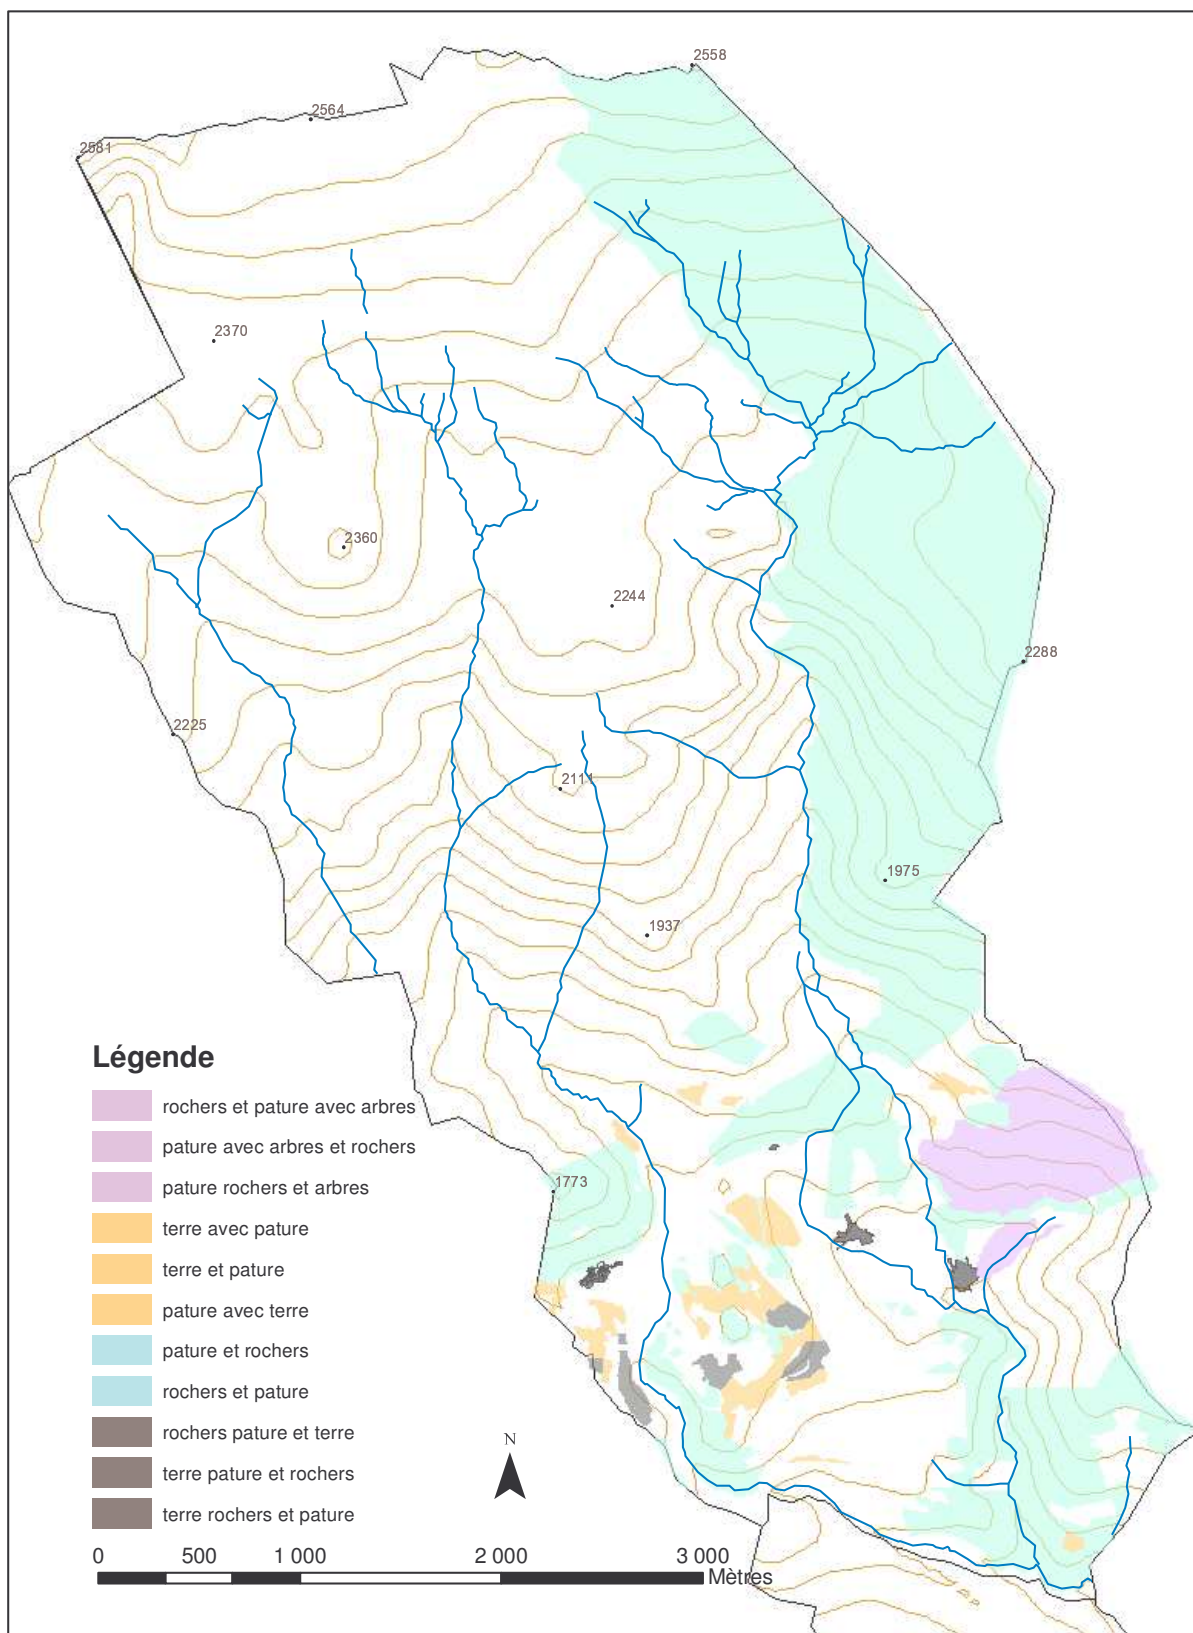 2558
2564
2581
2370
2360
2244
2288
2225
2111
1975
1937
Légende
rochers et pature avec arbres
pature avec arbres et rochers
pature rochers et arbres
1773
terre avec pature
terre et pature
pature avec terre
pature et rochers
rochers et pature
rochers pature et terre
N
terre pature et rochers
terre rochers et pature
0 500 1 000 2 000 3 000
Mètres